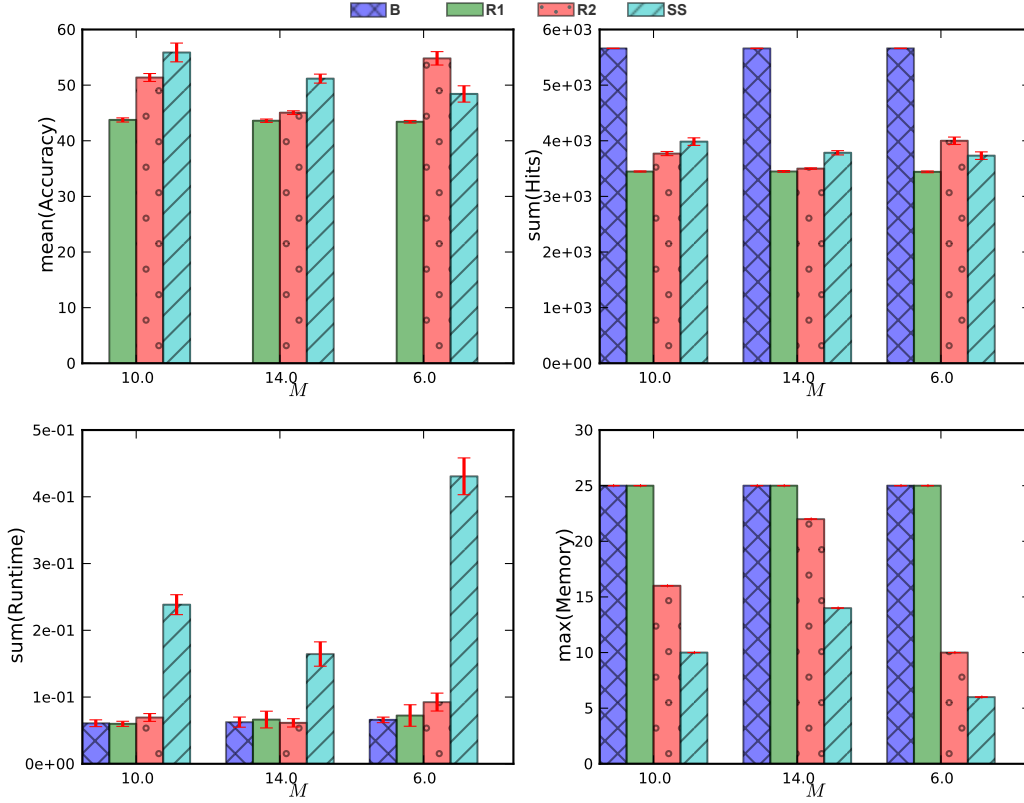 B R1 R2 SS
60
50
40
30
20
10
0
mean(Accuracy)
10.0 14.0 6.0
M
6e+03
5e+03
4e+03
3e+03
2e+03
1e+03
0e+00
sum(Hits)
10.0 14.0 6.0
M
5e-01
4e-01
3e-01
2e-01
1e-01
0e+00
sum(Runtime)
10.0 14.0 6.0
M
30
25
20
15
10
5
0
max(Memory)
10.0 14.0 6.0
M